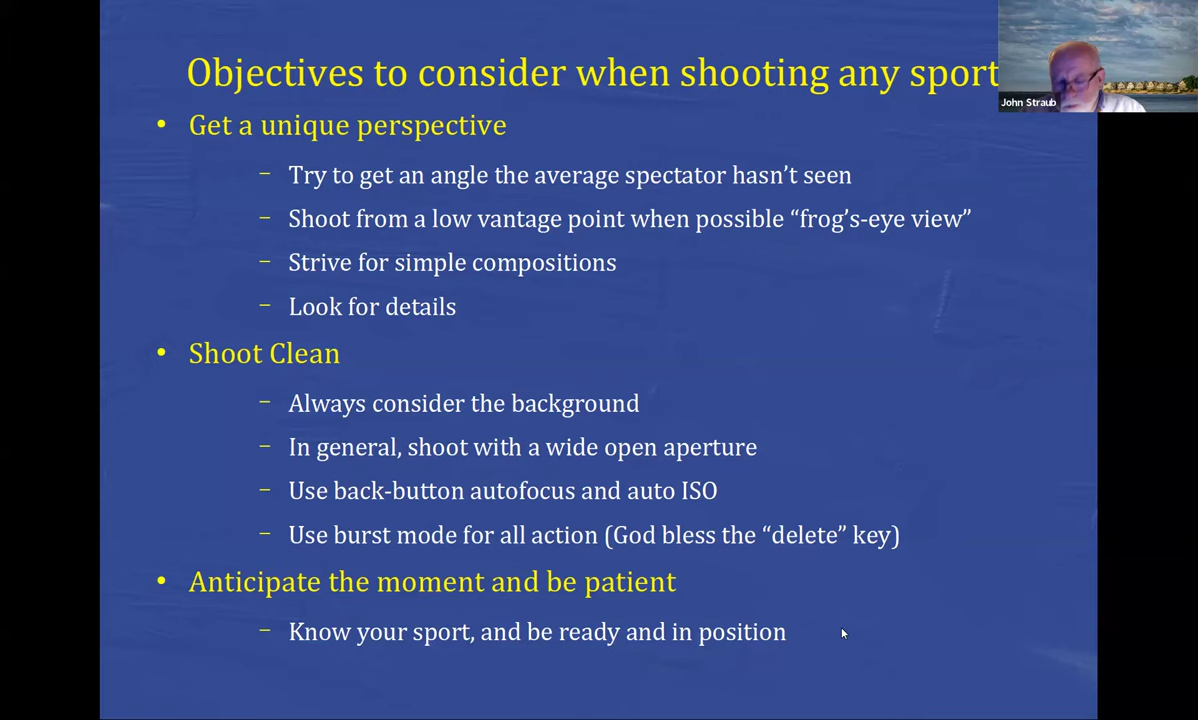 Objectives to consider when shooting any sport
John Straub
• Get a unique perspective
– Try to get an angle the average spectator hasn’t seen
– Shoot from a low vantage point when possible “frog’s-eye view”
– Strive for simple compositions
– Look for details
• Shoot Clean
– Always consider the background
– In general, shoot with a wide open aperture
– Use back-button autofocus and auto ISO
– Use burst mode for all action (God bless the “delete” key)
• Anticipate the moment and be patient
– Know your sport, and be ready and in position